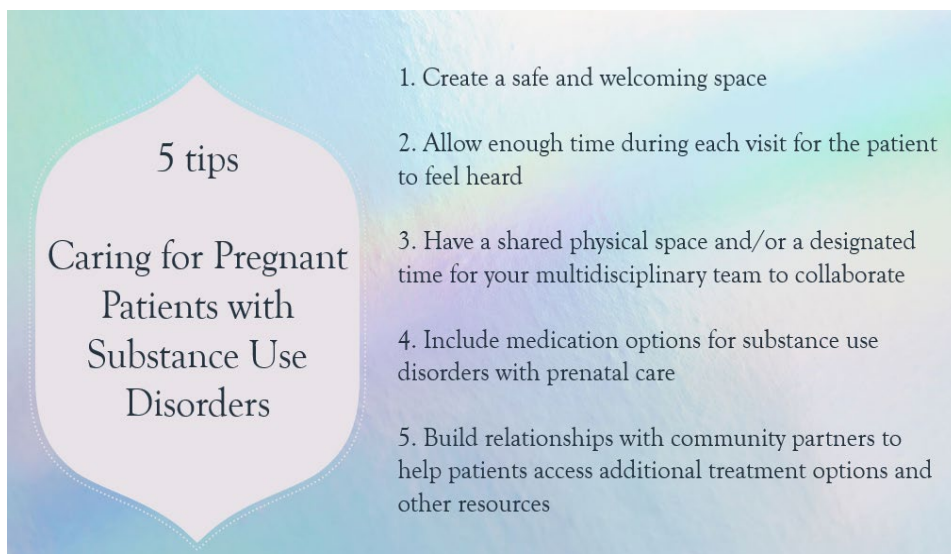 5 tips
Caring for Pregnant
Patients with
Substance Use
Disorders
1. Create a safe and welcoming space
2. Allow enough time during each visit for the patient
to feel heard
3. Have a shared physical space and/or a designated
time for your multidisciplinary team to collaborate
4. Include medication options for substance use
disorders with prenatal care
5. Build relationships with community partners to
help patients access additional treatment options and
other resources